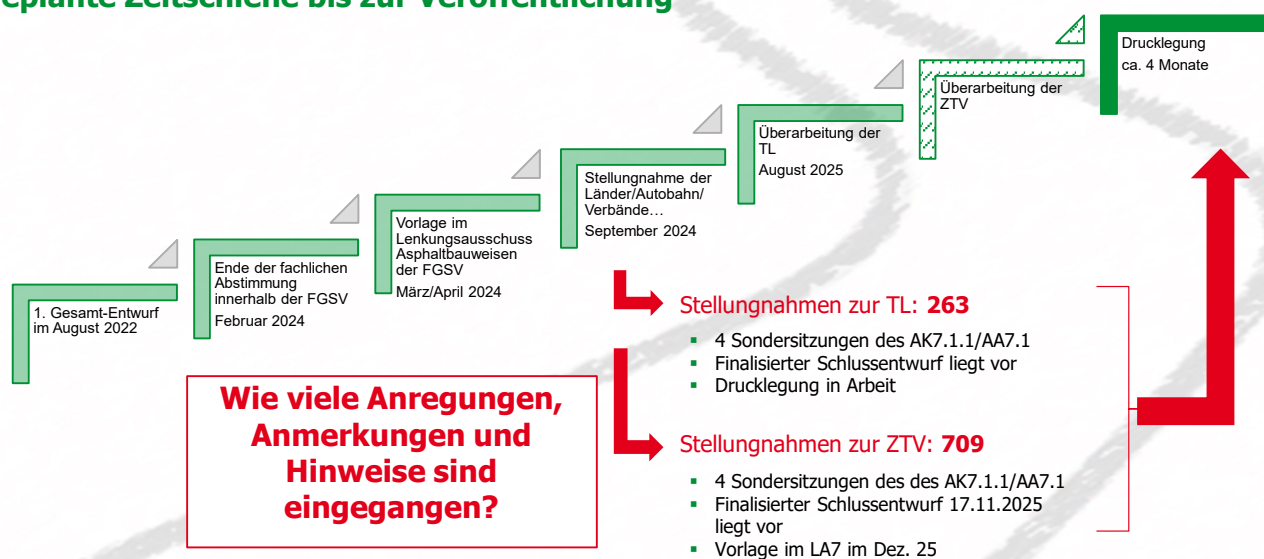 eplante Zeitschiene bis zur Veröffentlichung
1. Gesamt-Entwurf
im August 2022
Ende der fachlichen
Abstimmung
innerhalb der FGSV
Februar 2024
Vorlage im
Lenkungsausschuss
Asphaltbauweisen
der FGSV
März/April 2024
Stellungnahme der
Länder/Autobahn/
Verbände…
September 2024
Überarbeitung der
TL
August 2025
Überarbeitung der
ZTV
Drucklegung
ca. 4 Monate
Wie viele Anregungen,
Anmerkungen und
Hinweise sind
eingegangen?
Stellungnahmen zur TL: 263
▪ 4 Sondersitzungen des AK7.1.1/AA7.1
▪ Finalisierter Schlussentwurf liegt vor
▪ Drucklegung in Arbeit
Stellungnahmen zur ZTV: 709
▪ 4 Sondersitzungen des des AK7.1.1/AA7.1
▪ Finalisierter Schlussentwurf 17.11.2025
liegt vor
▪ Vorlage im LA7 im Dez. 25